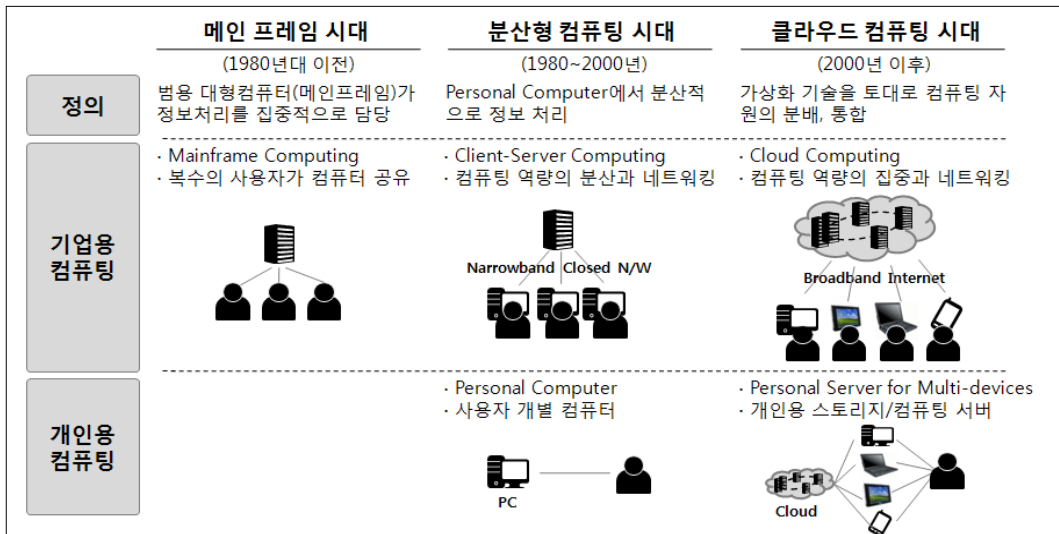 메인 프레임 시대
분산형 컴퓨팅 시대
클라우드 컴퓨팅 시대
(1980년대 이전)
(1980~2000년)
(2000년 이후)
정의
범용 대형컴퓨터(메인프레임)가
정보처리를 집중적으로 담당
Personal Computer에서 분산적
으로 정보 처리
가상화 기술을 토대로 컴퓨팅 자
원의 분배, 통합
기업용
컴퓨팅
· Mainframe Computing
· 복수의 사용자가 컴퓨터 공유
· Client-Server Computing
· 컴퓨팅 역량의 분산과 네트워킹
Narrowband Closed N/W
· Cloud Computing
· 컴퓨팅 역량의 집중과 네트워킹
Broadband Internet
개인용
컴퓨팅
· Personal Computer
· 사용자 개별 컴퓨터
PC
· Personal Server for Multi-devices
· 개인용 스토리지/컴퓨팅 서버
Cloud